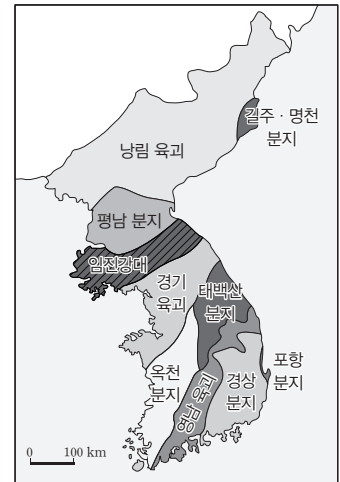 길주 · 명천
분지
낭림 육괴
평남 분지
임진강대
경기
육괴
태백산
분지
옥천
분지
영남 육괴
경상
분지
포항
분지
0 100 km